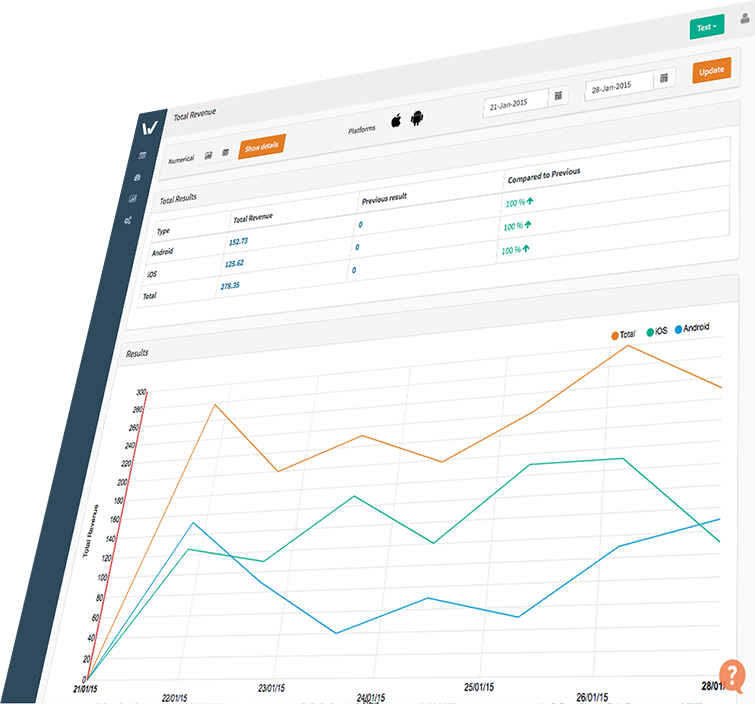 Test
Total Revenue
21-Jan-2015
28-Jan-2015
Update
Numerical
Show details
Platforms
Total Results
Type
Total Revenue
Previous result
Compared to Previous
Android
152.73
0
100 %
iOS
125.62
0
100 %
Total
278.35
0
100 %
Results
Total
iOS
Android
300
280
260
240
220
200
180
160
140
120
100
80
60
40
20
0
Total Revenue
21/01/15
22/01/15
23/01/15
24/01/15
25/01/15
26/01/15
28/01/
?